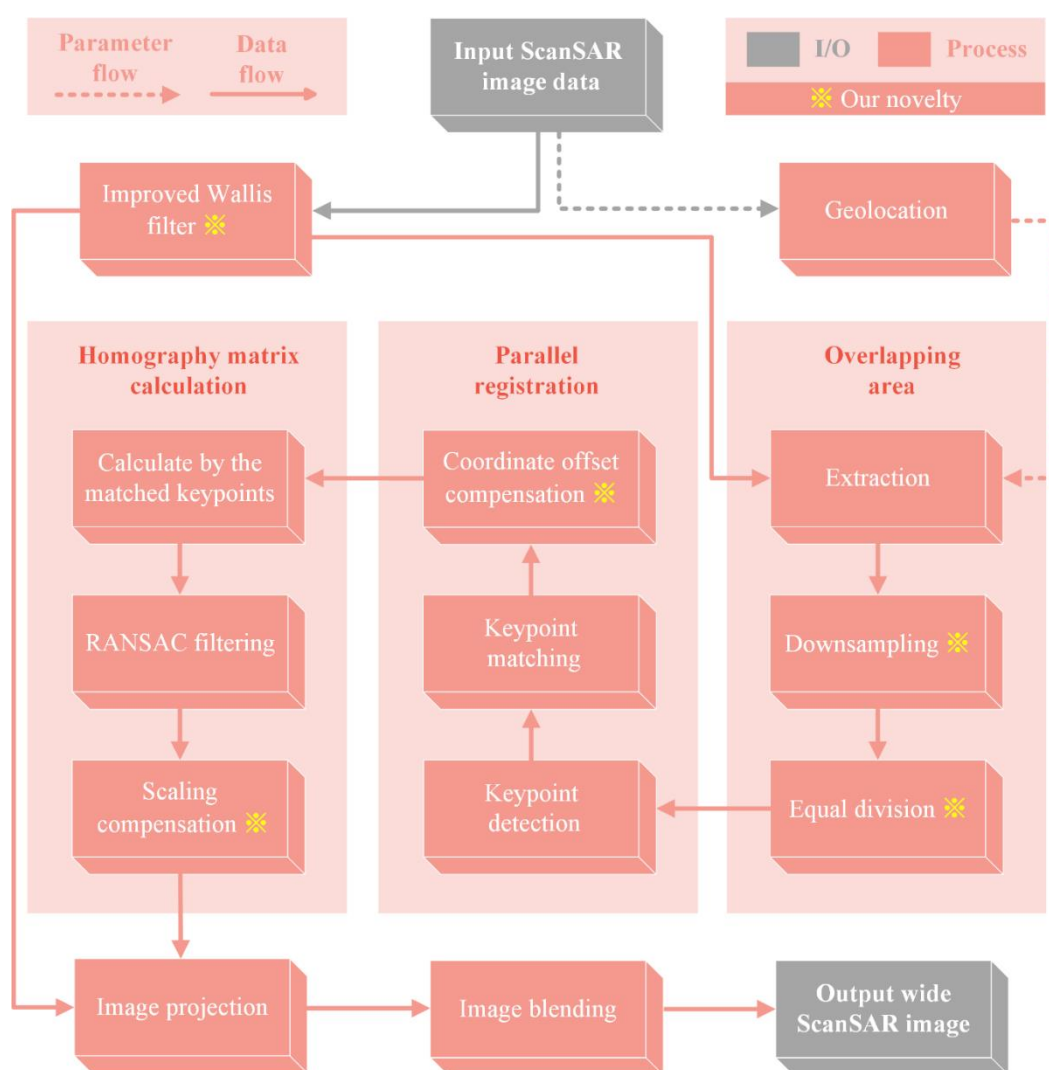 Parameter
flow
Data
flow
Input ScanSAR
image data
I/O
Process
※ Our novelty
Improved Wallis
filter ※
Geolocation
Homography matrix
calculation
Parallel
registration
Overlapping
area
Calculate by the
matched keypoints
Coordinate offset
compensation ※
Extraction
RANSAC filtering
Keypoint
matching
Downsampling ※
Scaling
compensation ※
Keypoint
detection
Equal division ※
Image projection
Image blending
Output wide
ScanSAR image